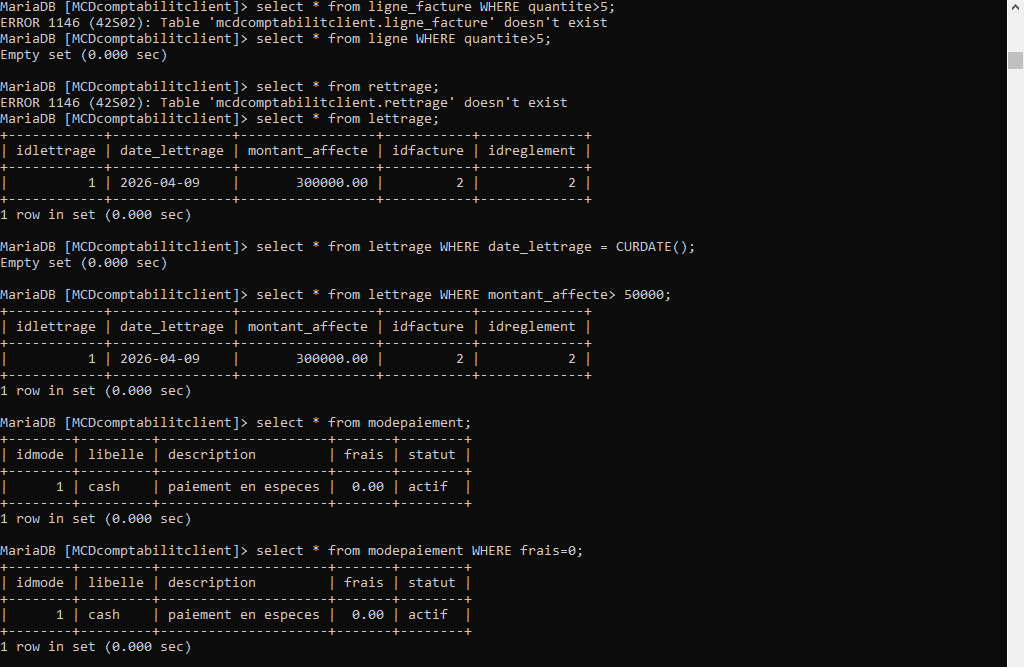 MariaDB [MCDcomptabilitclient]> select * from ligne_facture WHERE quantite>5;
ERROR 1146 (42S02): Table 'mcdcomptabilitclient.ligne_facture' doesn't exist
MariaDB [MCDcomptabilitclient]> select * from ligne WHERE quantite>5;
Empty set (0.000 sec)

MariaDB [MCDcomptabilitclient]> select * from rettrage;
ERROR 1146 (42S02): Table 'mcdcomptabilitclient.rettrage' doesn't exist
MariaDB [MCDcomptabilitclient]> select * from lettrage;
+------------+---------------+-----------------+-----------+-------------+
| idlettrage | date_lettrage | montant_affecte | idfacture | idreglement |
+------------+---------------+-----------------+-----------+-------------+
|          1 | 2026-04-09    |       300000.00 |         2 |           2 |
+------------+---------------+-----------------+-----------+-------------+
1 row in set (0.000 sec)

MariaDB [MCDcomptabilitclient]> select * from lettrage WHERE date_lettrage = CURDATE();
Empty set (0.000 sec)

MariaDB [MCDcomptabilitclient]> select * from lettrage WHERE montant_affecte> 50000;
+------------+---------------+-----------------+-----------+-------------+
| idlettrage | date_lettrage | montant_affecte | idfacture | idreglement |
+------------+---------------+-----------------+-----------+-------------+
|          1 | 2026-04-09    |       300000.00 |         2 |           2 |
+------------+---------------+-----------------+-----------+-------------+
1 row in set (0.000 sec)

MariaDB [MCDcomptabilitclient]> select * from modepaiement;
+--------+---------+---------------------+-------+--------+
| idmode | libelle | description         | frais | statut |
+--------+---------+---------------------+-------+--------+
|      1 | cash    | paiement en especes |  0.00 | actif  |
+--------+---------+---------------------+-------+--------+
1 row in set (0.000 sec)

MariaDB [MCDcomptabilitclient]> select * from modepaiement WHERE frais=0;
+--------+---------+---------------------+-------+--------+
| idmode | libelle | description         | frais | statut |
+--------+---------+---------------------+-------+--------+
|      1 | cash    | paiement en especes |  0.00 | actif  |
+--------+---------+---------------------+-------+--------+
1 row in set (0.000 sec)